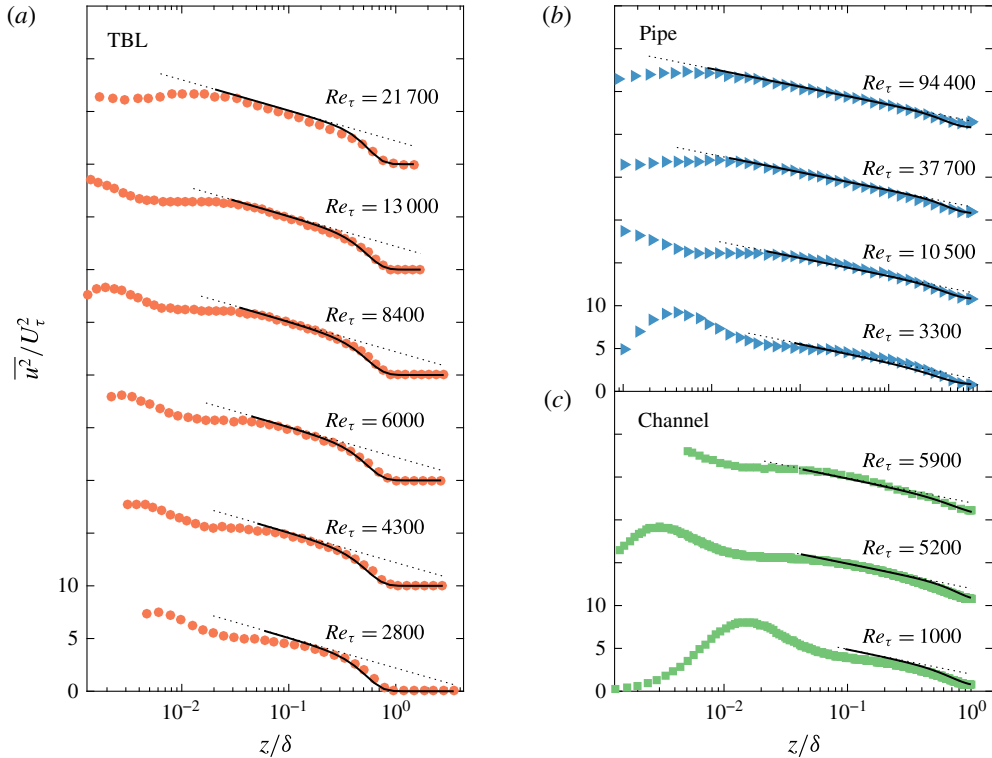 (a)
TBL
Re_τ = 21 700
Re_τ = 13 000
Re_τ = 8400
Re_τ = 6000
Re_τ = 4300
Re_τ = 2800
10
5
0
\overline{u^2}/U_τ^2
10^{-2} 10^{-1} 10^0
z/δ
(b)
Pipe
Re_τ = 94 400
Re_τ = 37 700
Re_τ = 10 500
Re_τ = 3300
10
5
0
(c)
Channel
Re_τ = 5900
Re_τ = 5200
Re_τ = 1000
10
5
0
10^{-2} 10^{-1} 10^0
z/δ